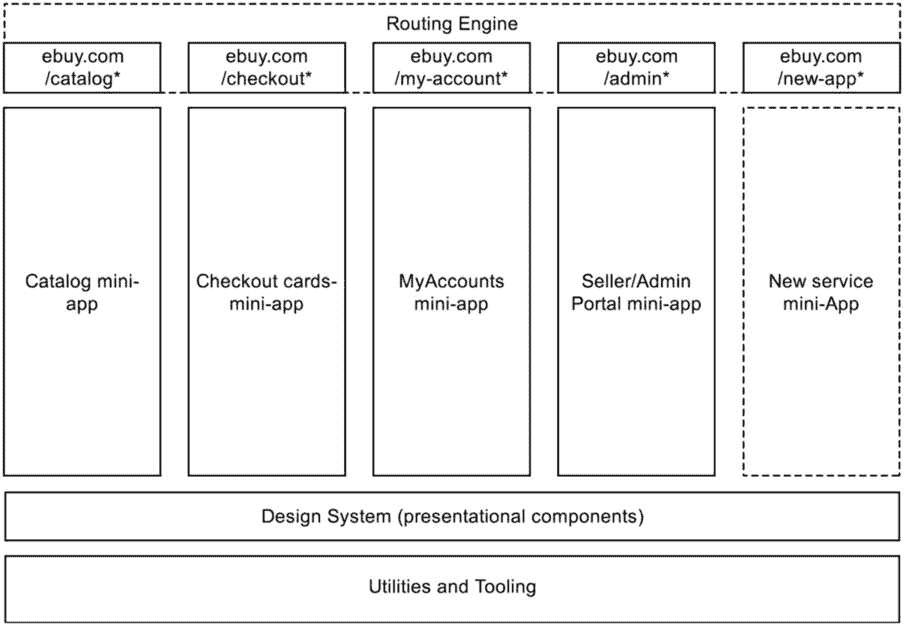 Routing Engine
ebuy.com
/catalog*
ebuy.com
/checkout*
ebuy.com
/my-account*
ebuy.com
/admin*
ebuy.com
/new-app*
Catalog mini-
app
Checkout cards-
mini-app
MyAccounts
mini-app
Seller/Admin
Portal mini-app
New service
mini-App
Design System (presentational components)
Utilities and Tooling